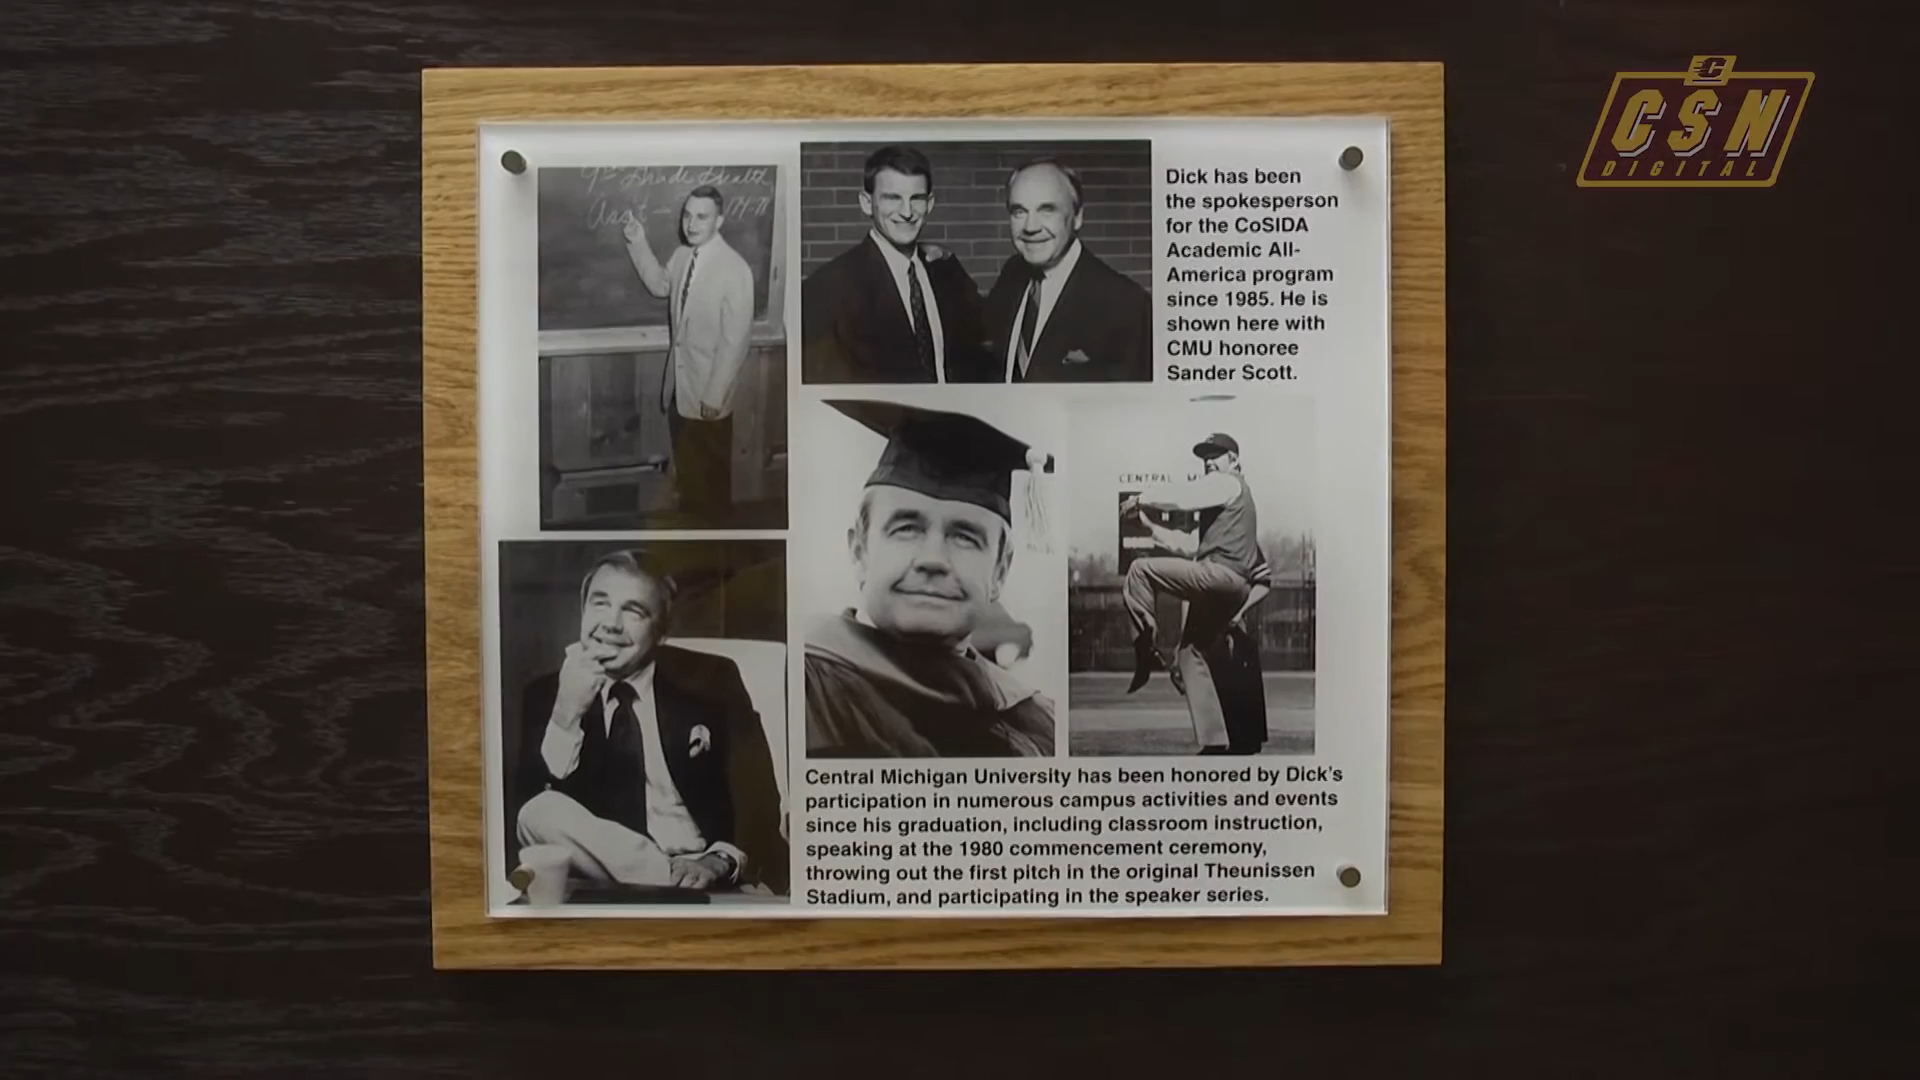 9th Grade Health
Dick has been
the spokesperson
for the CoSIDA
Academic All-
America program
since 1985. He is
shown here with
CMU honoree
Sander Scott.
CENTRAL
Central Michigan University has been honored by Dick's
participation in numerous campus activities and events
since his graduation, including classroom instruction,
speaking at the 1980 commencement ceremony,
throwing out the first pitch in the original Theunissen
Stadium, and participating in the speaker series.
C
CSN
DIGITAL